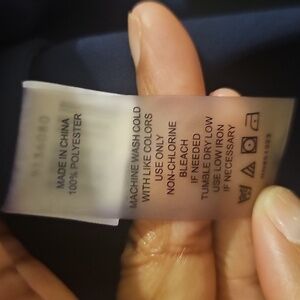 MADE IN CHINA
100% POLYESTER
MACHINE WASH COLD
WITH LIKE COLORS
USE ONLY
NON-CHLORINE
BLEACH
IF NEEDED
TUMBLE DRY LOW
USE LOW IRON
IF NECESSARY